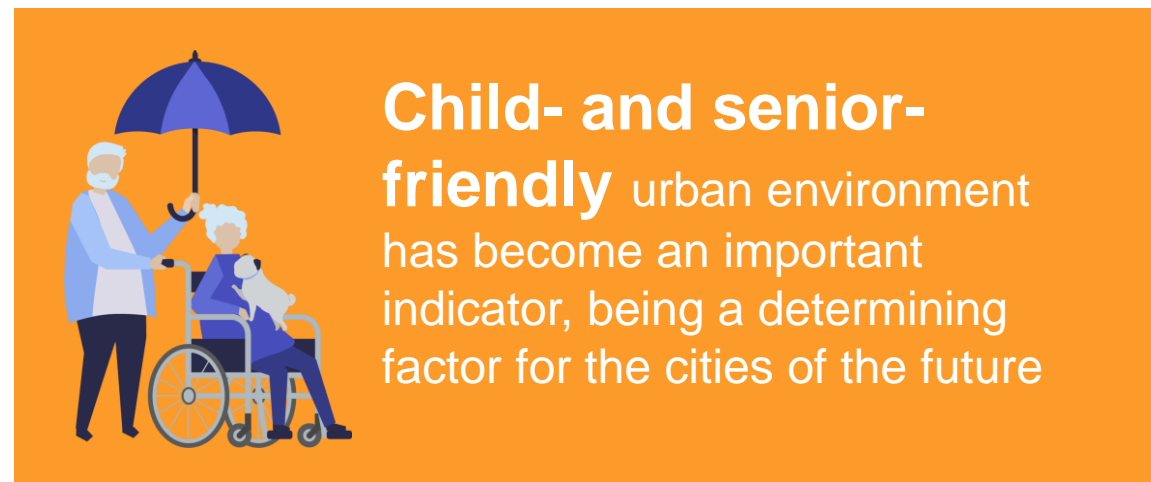 Child- and senior-
friendly urban environment
has become an important
indicator, being a determining
factor for the cities of the future